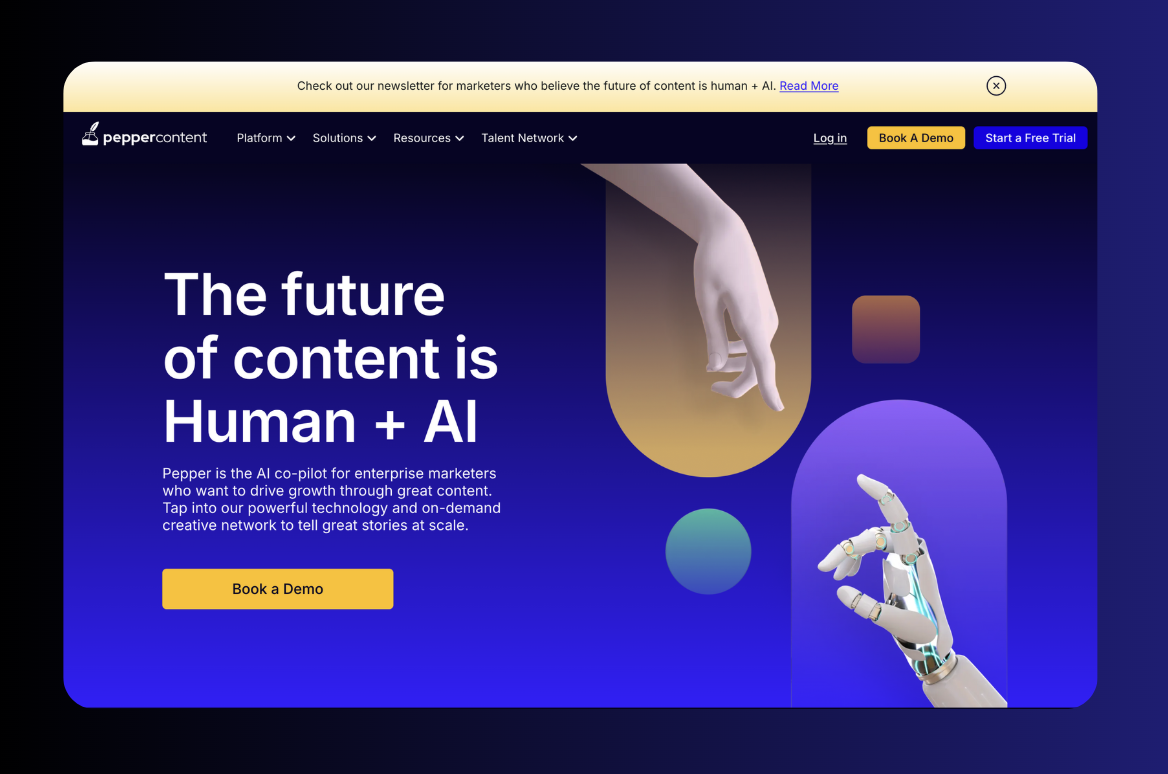 Check out our newsletter for marketers who believe the future of content is human + AI. Read More
peppercontent
Platform
Solutions
Resources
Talent Network
Log in
Book A Demo
Start a Free Trial
The future
of content is
Human + AI
Pepper is the AI co-pilot for enterprise marketers
who want to drive growth through great content.
Tap into our powerful technology and on-demand
creative network to tell great stories at scale.
Book a Demo